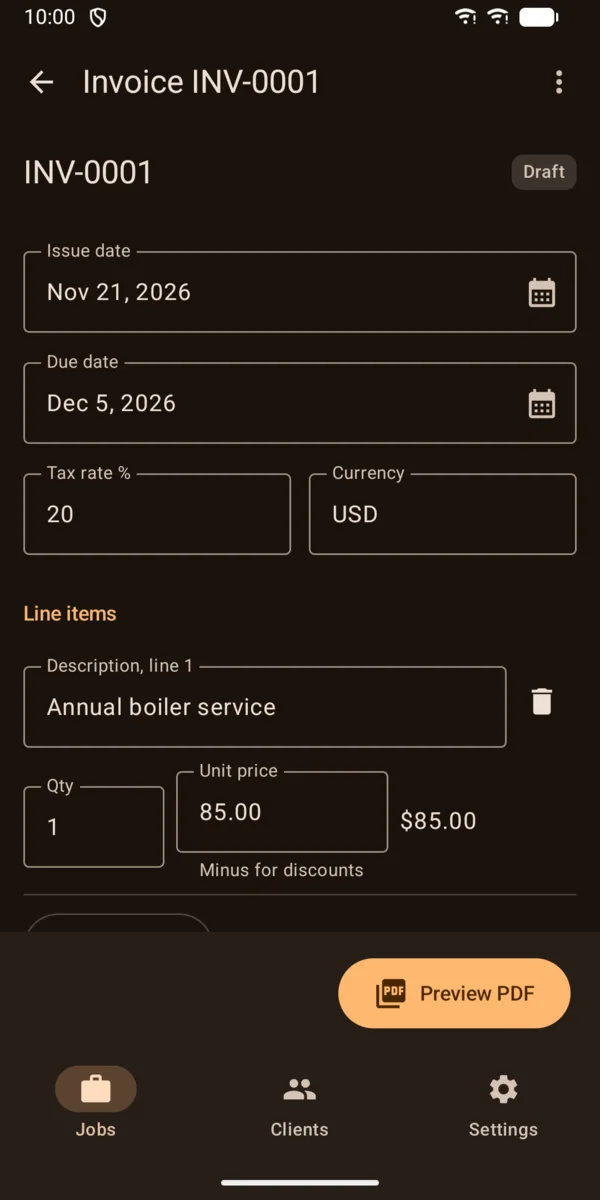 10:00
Invoice INV-0001
INV-0001
Draft
Issue date
Nov 21, 2026
Due date
Dec 5, 2026
Tax rate %
Currency
20
USD
Line items
Description, line 1
Annual boiler service
Qty
Unit price
1
85.00
$85.00
Minus for discounts
PDF
Preview PDF
Jobs
Clients
Settings